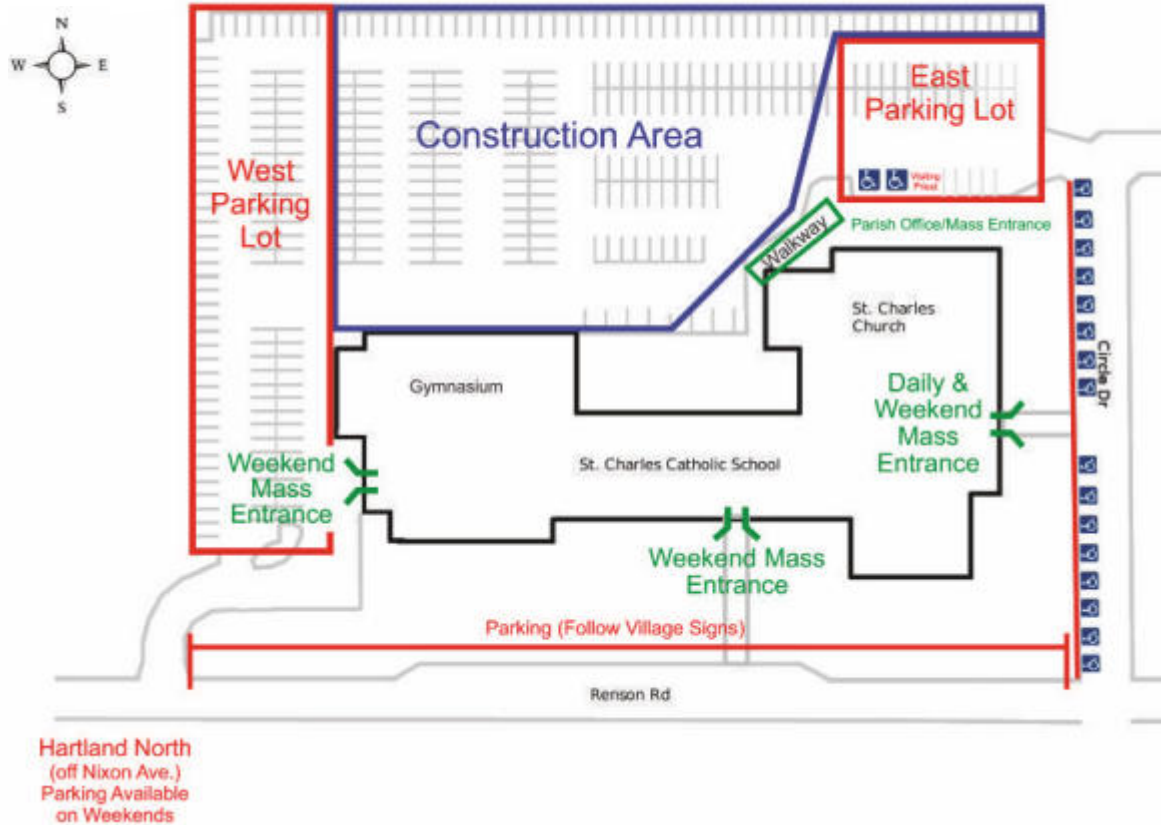 N
W E
S
East
Parking Lot
Construction Area
West
Parking
Lot
Visiting
Priest
Walkway
Parish Office/Mass Entrance
St. Charles
Church
Circle Dr
Gymnasium
Daily &
Weekend
Mass
Entrance
Weekend
Mass
Entrance
St. Charles Catholic School
Weekend Mass
Entrance
Parking (Follow Village Signs)
Renson Rd
Hartland North
(off Nixon Ave.)
Parking Available
on Weekends